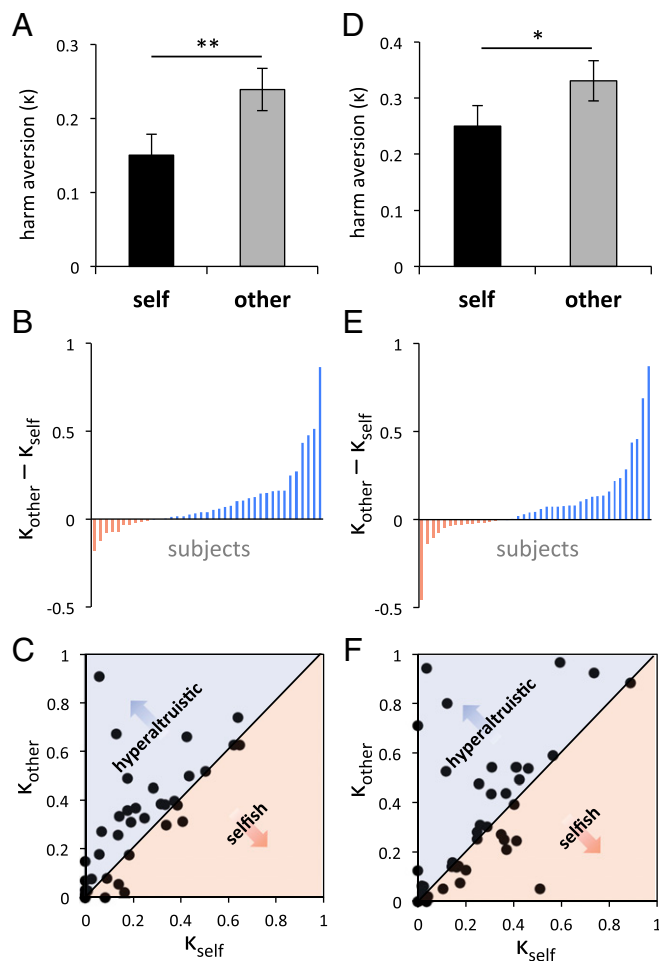 A
0.3
0.2
0.1
0
harm aversion (κ)
**
self
other
D
0.4
0.3
0.2
0.1
0
harm aversion (κ)
*
self
other
B
1
0.5
0
-0.5
κother – κself
subjects
E
1
0.5
0
-0.5
κother – κself
subjects
C
1
0.8
0.6
0.4
0.2
0
κother
hyperaltruistic
selfish
0
0.2
0.4
0.6
0.8
1
κself
F
1
0.8
0.6
0.4
0.2
0
κother
hyperaltruistic
selfish
0
0.2
0.4
0.6
0.8
1
κself